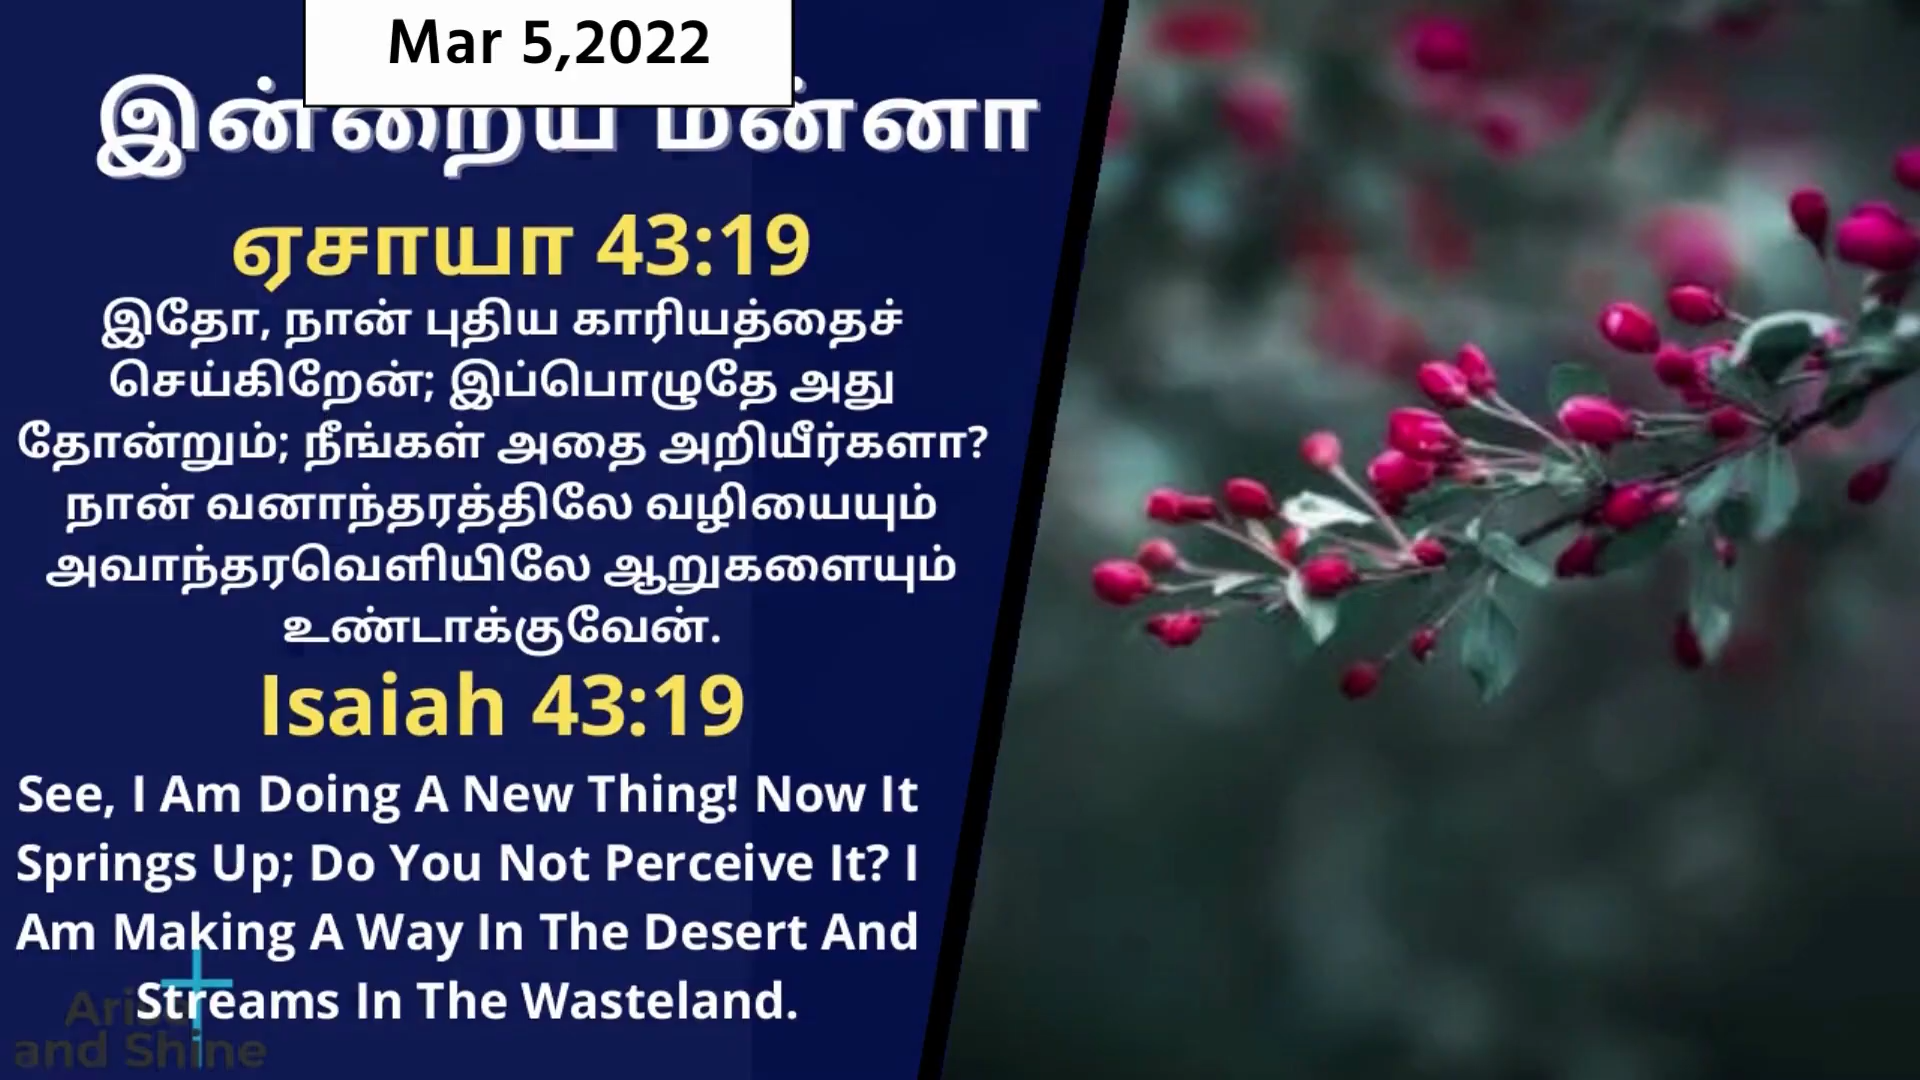 Mar 5,2022
இன்றைய மன்னா
ஏசாயா 43:19
இதோ, நான் புதிய காரியத்தைச்
செய்கிறேன்; இப்பொழுதே அது
தோன்றும்; நீங்கள் அதை அறியீர்களா?
நான் வனாந்தரத்திலே வழியையும்
அவாந்தரவெளியிலே ஆறுகளையும்
உண்டாக்குவேன்.
Isaiah 43:19
See, I Am Doing A New Thing! Now It
Springs Up; Do You Not Perceive It? I
Am Making A Way In The Desert And
Streams In The Wasteland.
Arise
and Shine